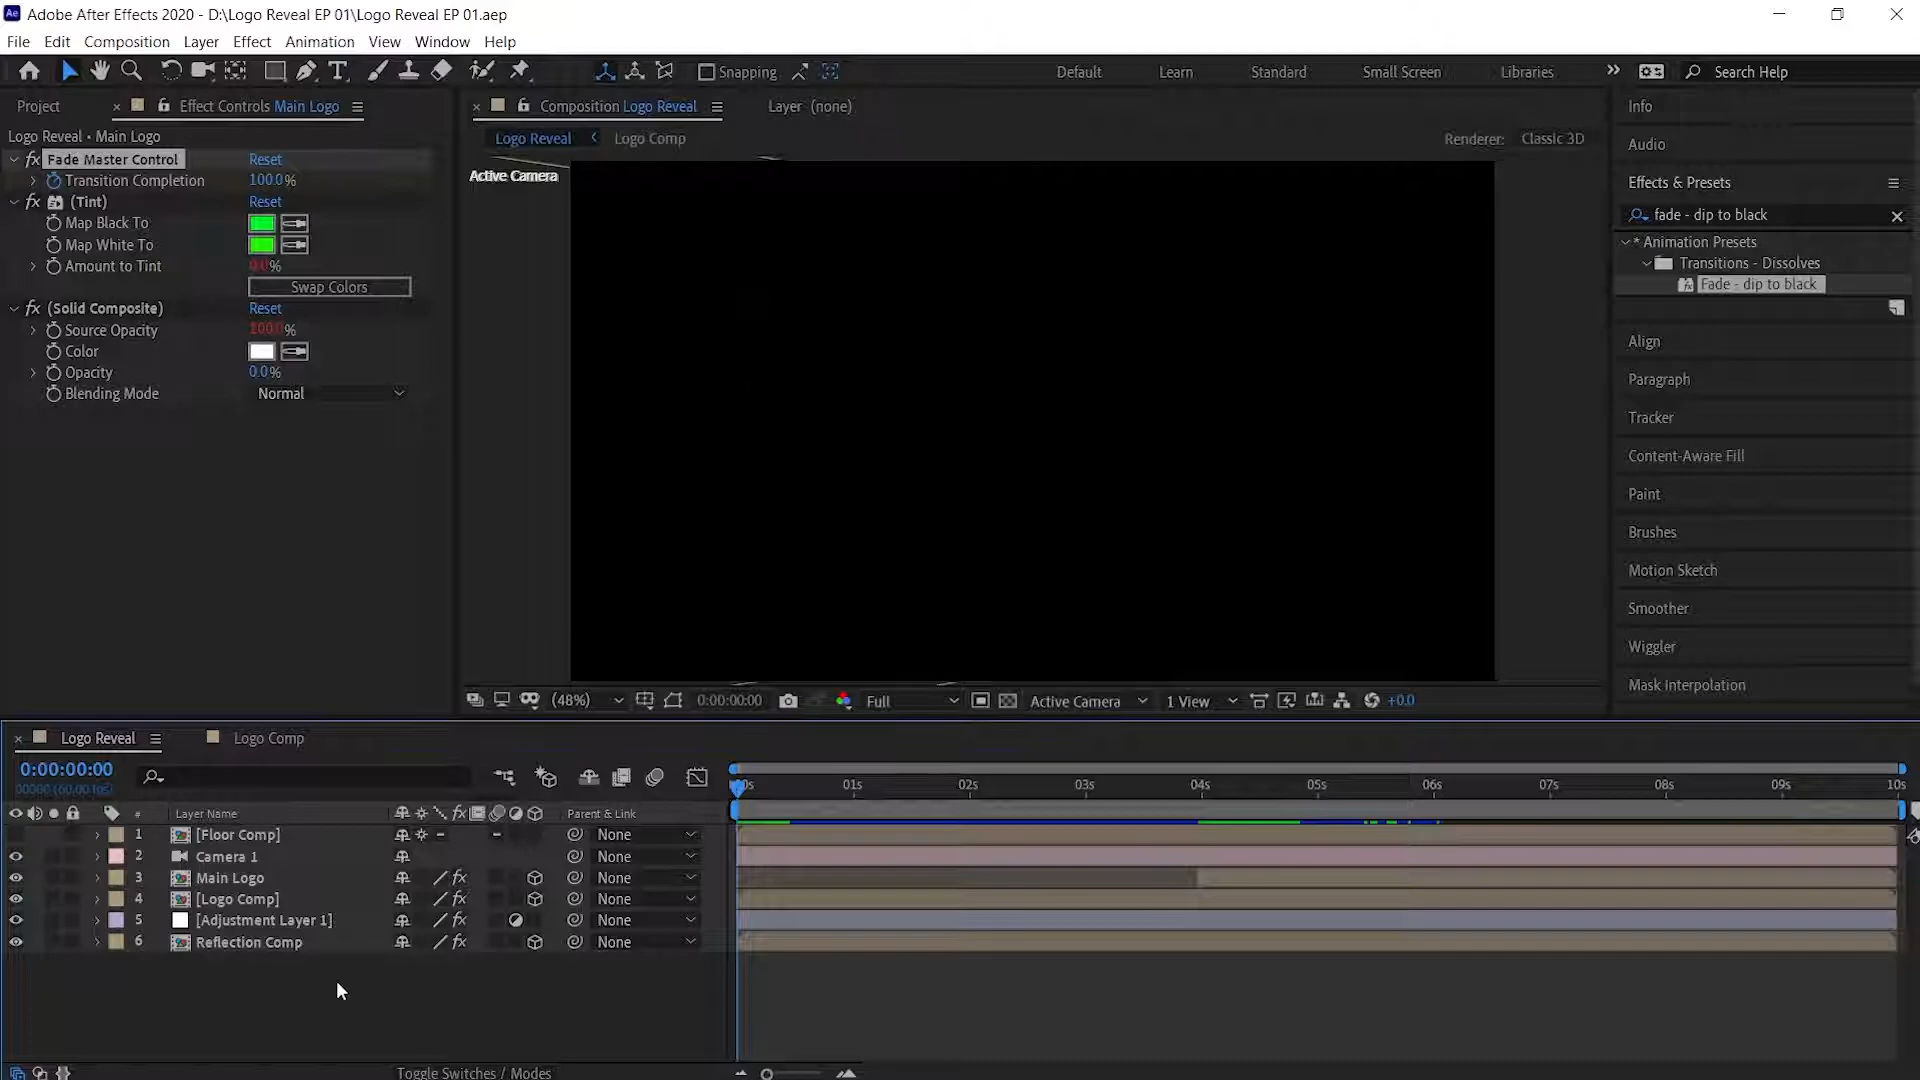 Adobe After Effects 2020 - D:\Logo Reveal EP 01\Logo Reveal EP 01.aep
File Edit Composition Layer Effect Animation View Window Help
Snapping Default Learn Standard Small Screen Libraries Search Help
Project Effect Controls Main Logo
Composition Logo Reveal Layer (none)
Logo Reveal • Main Logo
Logo Reveal Logo Comp Renderer: Classic 3D
Active Camera
fx Fade Master Control Reset
Transition Completion 100.0%
fx (Tint) Reset
Map Black To
Map White To
Amount to Tint 0.0%
Swap Colors
fx (Solid Composite) Reset
Source Opacity 100.0%
Color
Opacity 0.0%
Blending Mode Normal
Info
Audio
Effects & Presets
fade - dip to black
* Animation Presets
Transitions - Dissolves
Fade - dip to black
Align
Paragraph
Tracker
Content-Aware Fill
Paint
Brushes
Motion Sketch
Smoother
Wiggler
Mask Interpolation
(48%) 0:00:00:00 Full Active Camera 1 View +0.0
Logo Reveal Logo Comp
0:00:00:00
00000 (60.00 fps)
01s 02s 03s 04s 05s 06s 07s 08s 09s 10s
# Layer Name fx Parent & Link
1 [Floor Comp] None
2 Camera 1 None
3 Main Logo fx None
4 [Logo Comp] fx None
5 [Adjustment Layer 1] fx None
6 Reflection Comp fx None
Toggle Switches / Modes